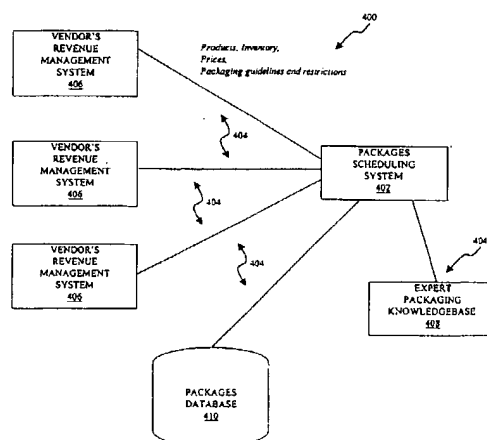 400
VENDOR'S
REVENUE
MANAGEMENT
SYSTEM
406
Products, Inventory,
Prices,
Packaging guidelines and restrictions
404
VENDOR'S
REVENUE
MANAGEMENT
SYSTEM
406
PACKAGES
SCHEDULING
SYSTEM
402
404
VENDOR'S
REVENUE
MANAGEMENT
SYSTEM
406
404
404
EXPERT
PACKAGING
KNOWLEDGEBASE
408
PACKAGES
DATABASE
410